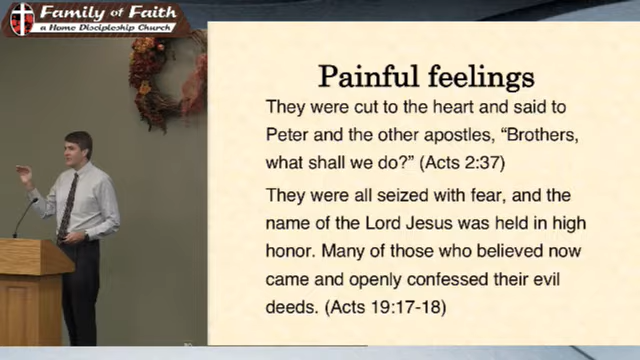 Family of Faith
a Home Discipleship Church
Painful feelings
They were cut to the heart and said to
Peter and the other apostles, “Brothers,
what shall we do?” (Acts 2:37)
They were all seized with fear, and the
name of the Lord Jesus was held in high
honor. Many of those who believed now
came and openly confessed their evil
deeds. (Acts 19:17-18)